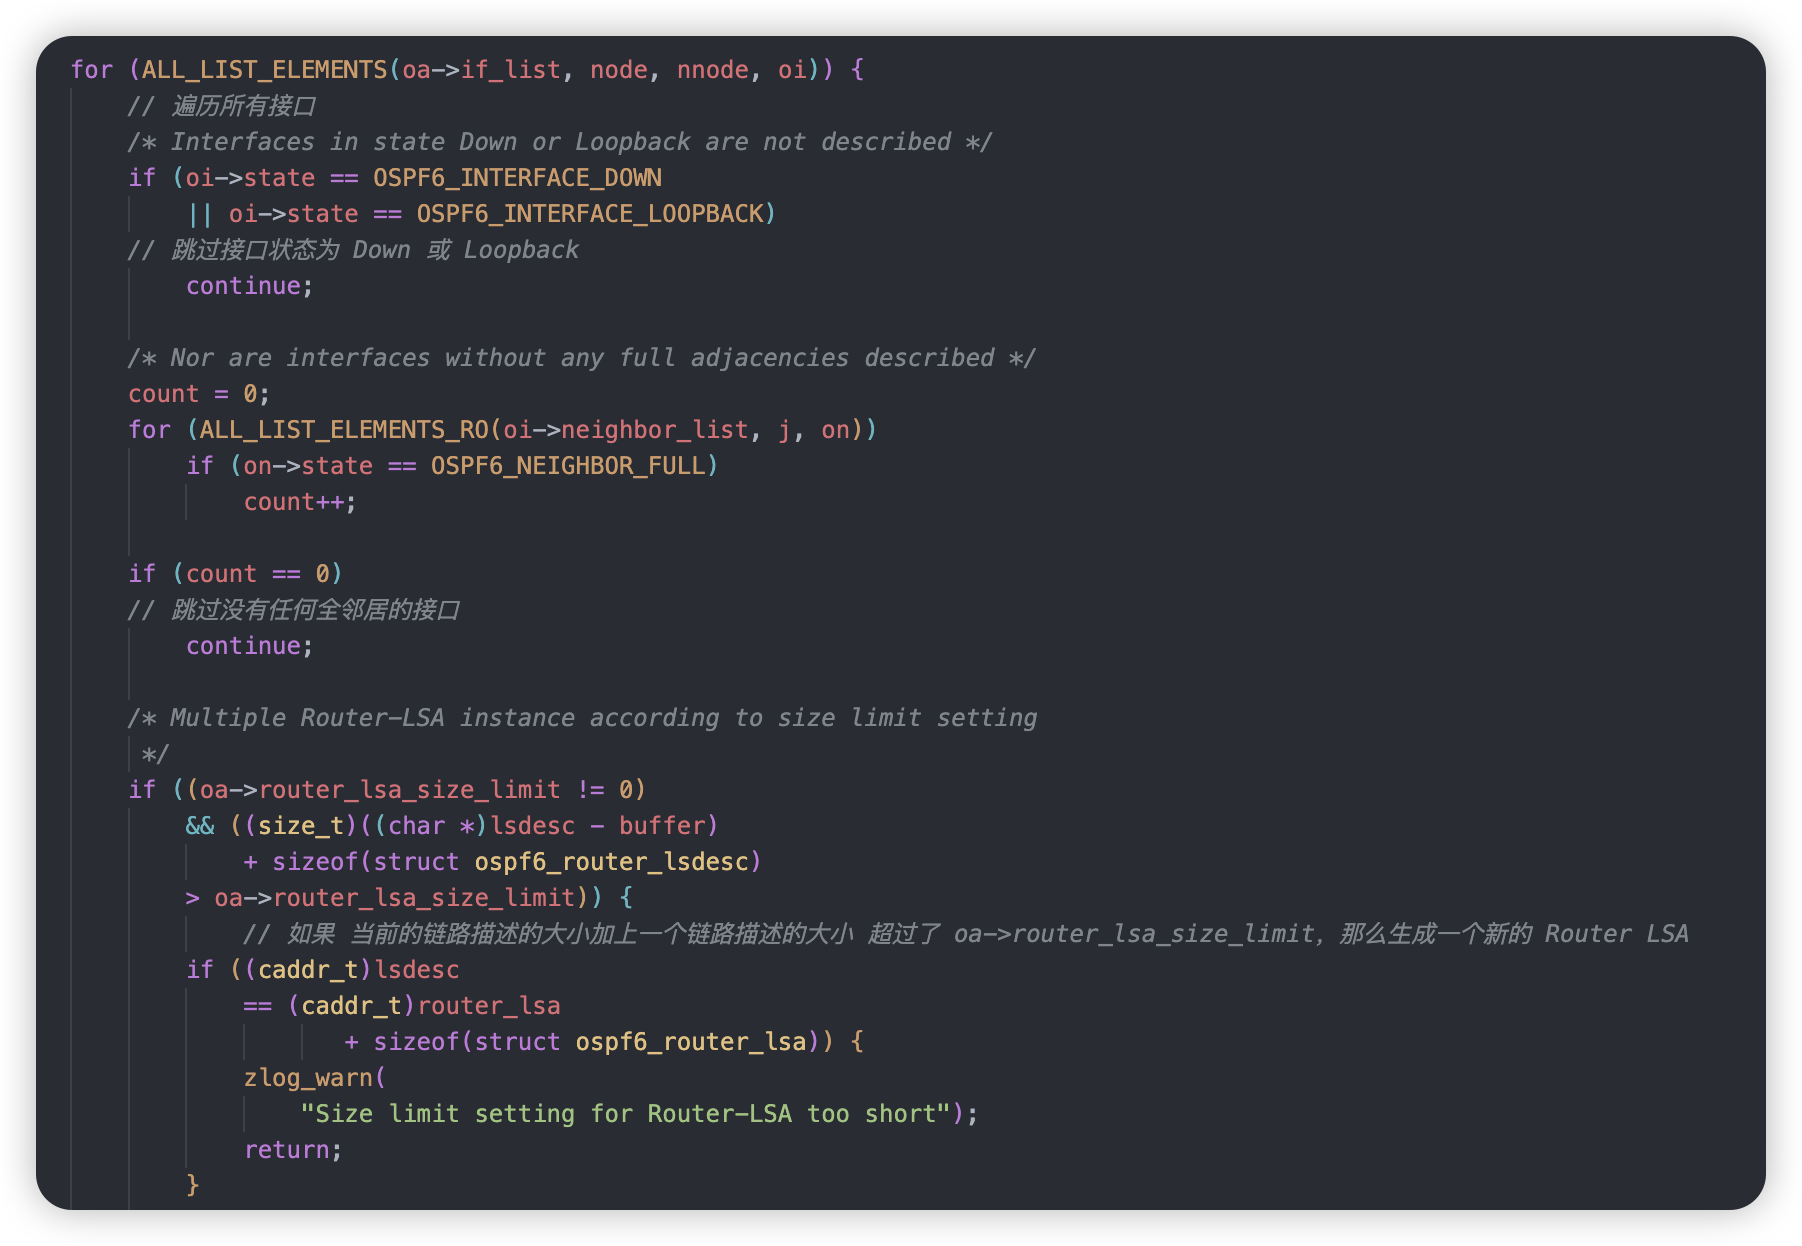 for (ALL_LIST_ELEMENTS(oa->if_list, node, nnode, oi)) {
// 遍历所有接口
/* Interfaces in state Down or Loopback are not described */
if (oi->state == OSPF6_INTERFACE_DOWN
|| oi->state == OSPF6_INTERFACE_LOOPBACK)
// 跳过接口状态为 Down 或 Loopback
continue;
/* Nor are interfaces without any full adjacencies described */
count = 0;
for (ALL_LIST_ELEMENTS_RO(oi->neighbor_list, j, on))
if (on->state == OSPF6_NEIGHBOR_FULL)
count++;
if (count == 0)
// 跳过没有任何全邻居的接口
continue;
/* Multiple Router-LSA instance according to size limit setting
*/
if ((oa->router_lsa_size_limit != 0)
&& ((size_t)((char *)lsdesc - buffer)
+ sizeof(struct ospf6_router_lsdesc)
> oa->router_lsa_size_limit)) {
// 如果 当前的链路描述的大小加上一个链路描述的大小 超过了 oa->router_lsa_size_limit，那么生成一个新的 Router LSA
if ((caddr_t)lsdesc
== (caddr_t)router_lsa
+ sizeof(struct ospf6_router_lsa)) {
zlog_warn(
"Size limit setting for Router-LSA too short");
return;
}